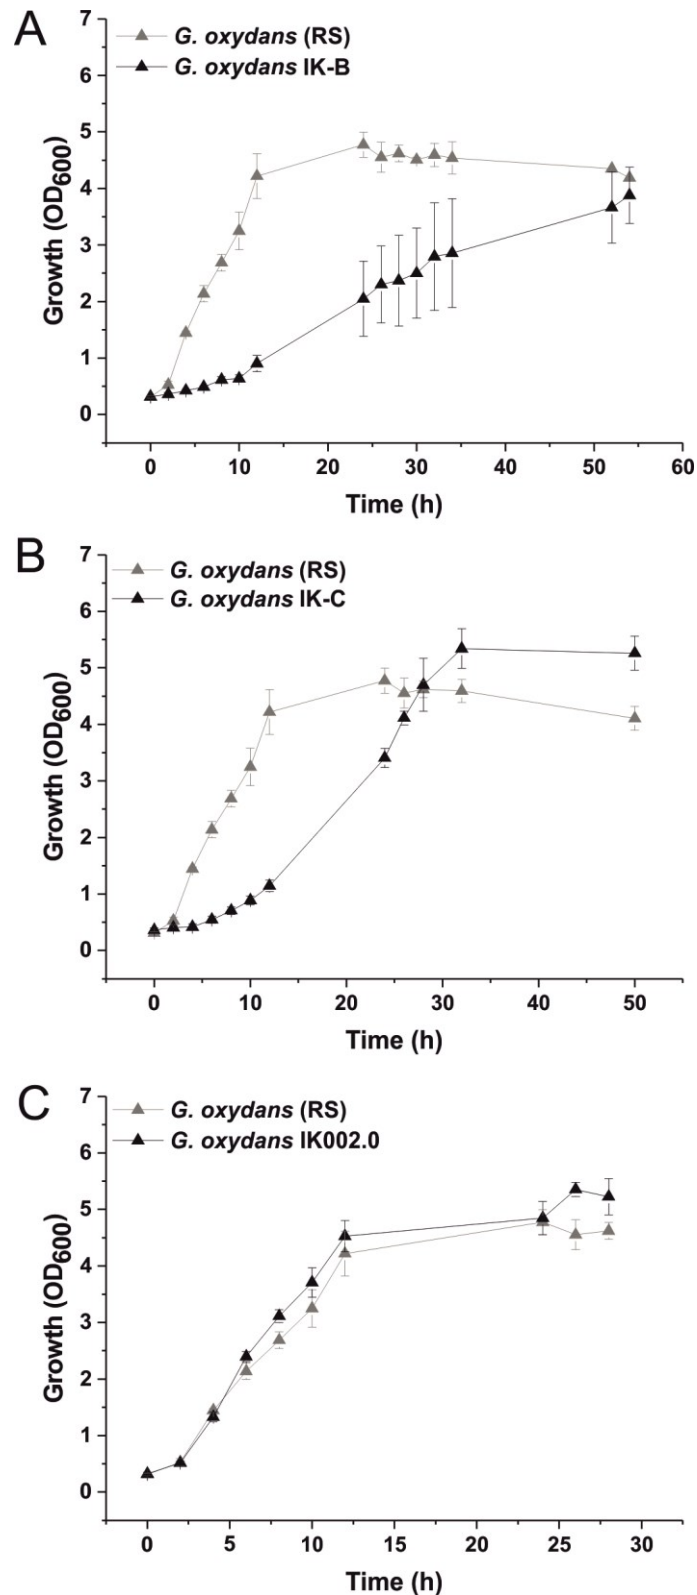 A
G. oxydans (RS)
G. oxydans IK-B
7
6
5
4
3
2
1
0
Growth (OD600)
0 10 20 30 40 50 60
Time (h)
B
G. oxydans (RS)
G. oxydans IK-C
7
6
5
4
3
2
1
0
Growth (OD600)
0 10 20 30 40 50
Time (h)
C
G. oxydans (RS)
G. oxydans IK002.0
7
6
5
4
3
2
1
0
Growth (OD600)
0 5 10 15 20 25 30
Time (h)